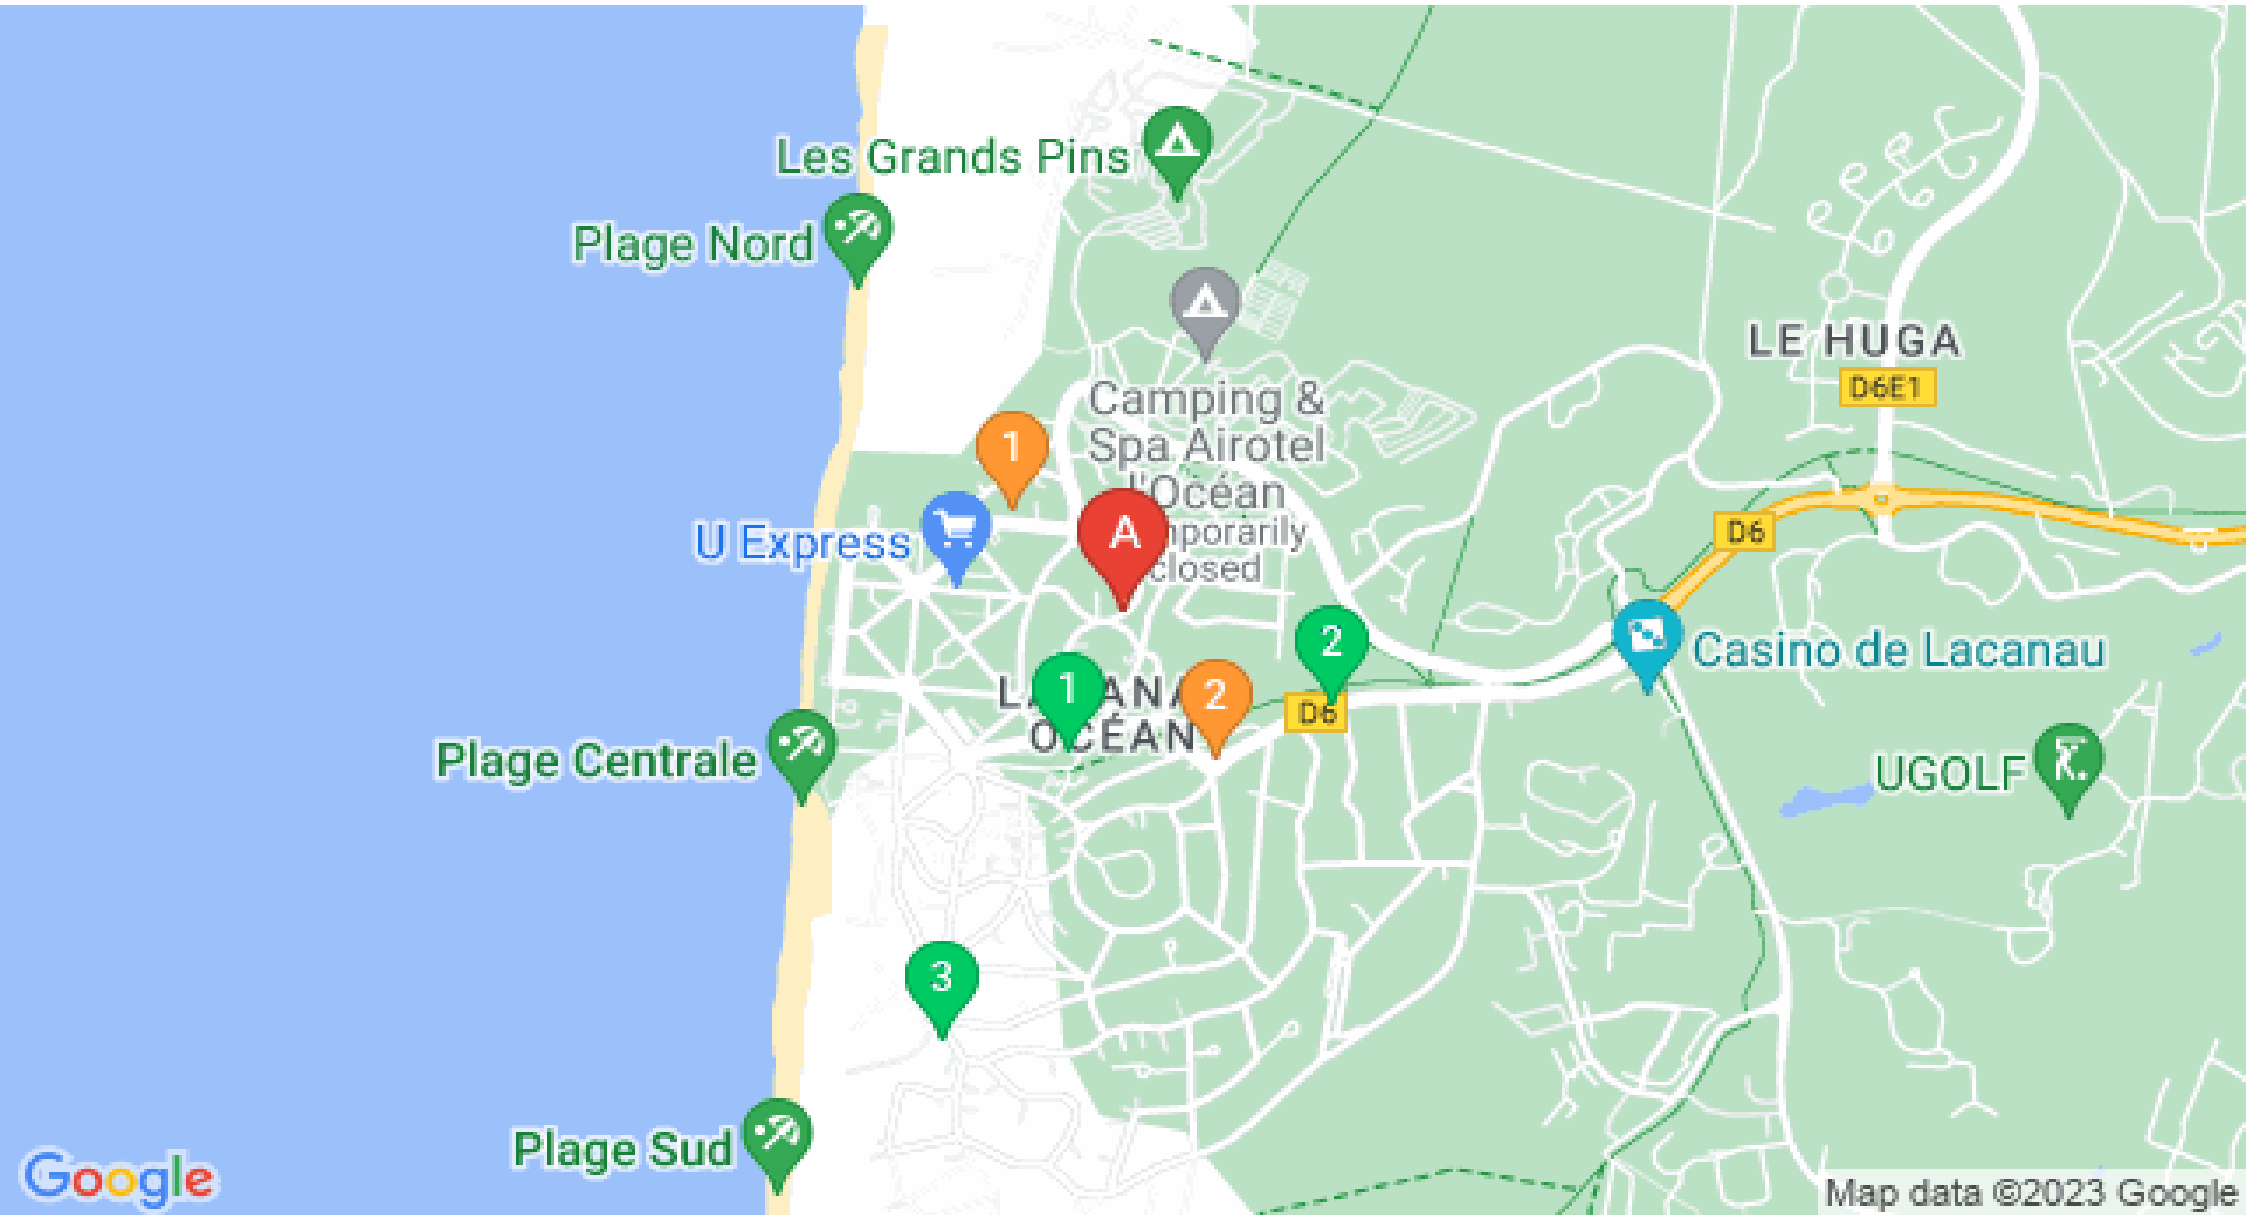 Les Grands Pins
Plage Nord
LE HUGA
D6E1
Camping &
Spa Airotel
l'Océan
closed
1
A
U Express
D6
2
Casino de Lacanau
1
2
D6
OCÉAN
Plage Centrale
UGOLF
3
Plage Sud
Google
Map data ©2023 Google